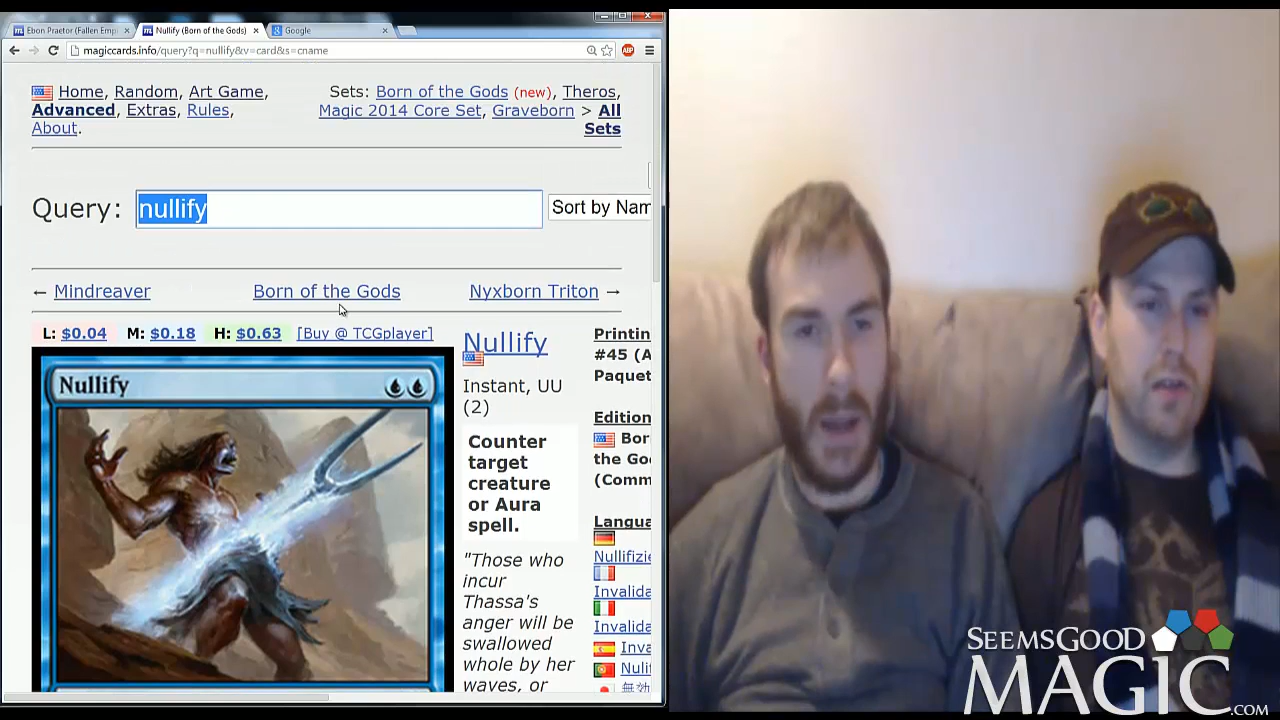 Ebon Praetor (Fallen Emp
Nullify (Born of the Gods)
Google
magiccards.info/query?q=nullify&v=card&s=cname
ABP
Home, Random, Art Game,
Advanced, Extras, Rules,
About.
Sets: Born of the Gods (new), Theros,
Magic 2014 Core Set, Graveborn > All
Sets
Query: nullify
Sort by Nam
← Mindreaver
Born of the Gods
Nyxborn Triton →
L: $0.04 M: $0.18 H: $0.63 [Buy @ TCGplayer]
Nullify
Nullify
Instant, UU
(2)
Counter
target
creature
or Aura
spell.
"Those who
incur
Thassa's
anger will be
swallowed
whole by her
waves, or
Printin
#45 (A
Paquet
Edition
Bor
the Go
(Comm
Langua
Nullifizie
Invalida
Invalida
Inva
Nulif
無効
SEEMSGOOD
MAGIC.COM